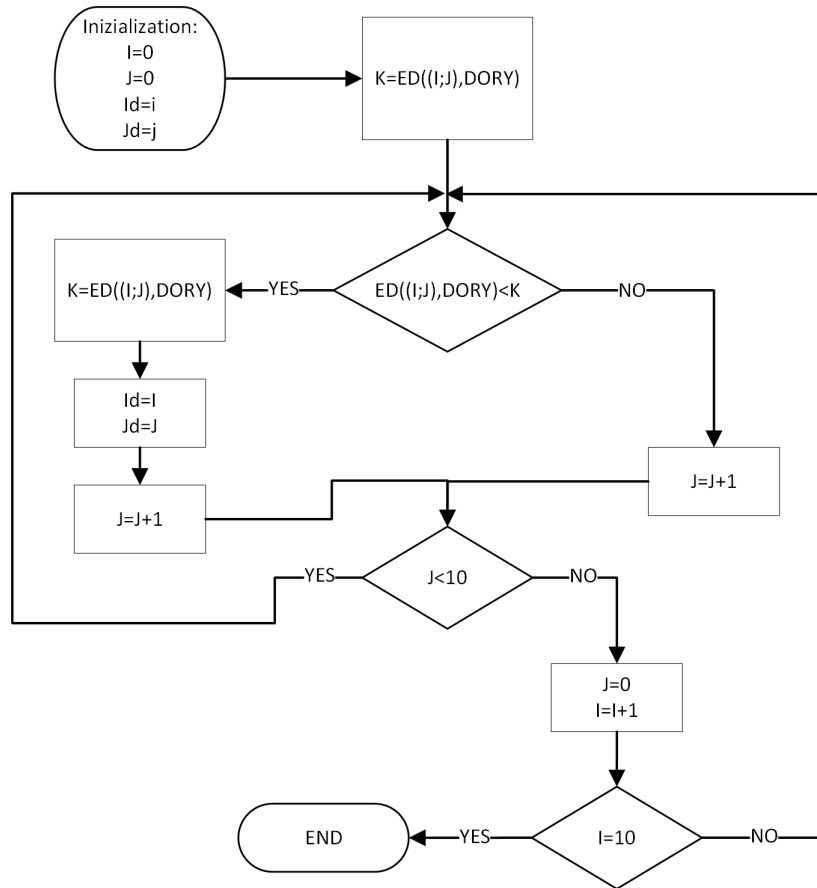 Inizialization:
I=0
J=0
Id=i
Jd=j
K=ED((I;J),DORY)
ED((I;J),DORY)<K
YES
NO
K=ED((I;J),DORY)
Id=I
Jd=J
J=J+1
J=J+1
J<10
YES
NO
J=0
I=I+1
I=10
YES
NO
END